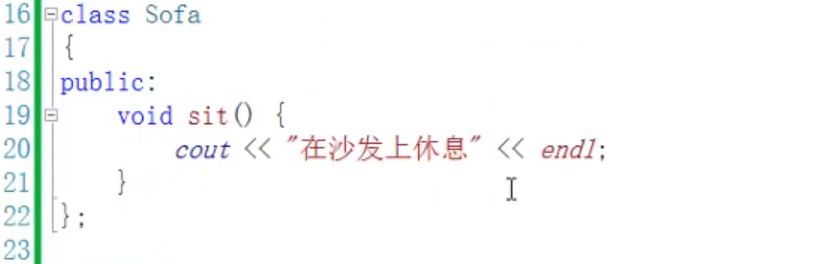 16 class Sofa
17 {
18 public:
19 void sit() {
20 cout << "在沙发上休息" << endl;
21 }
22 };
23